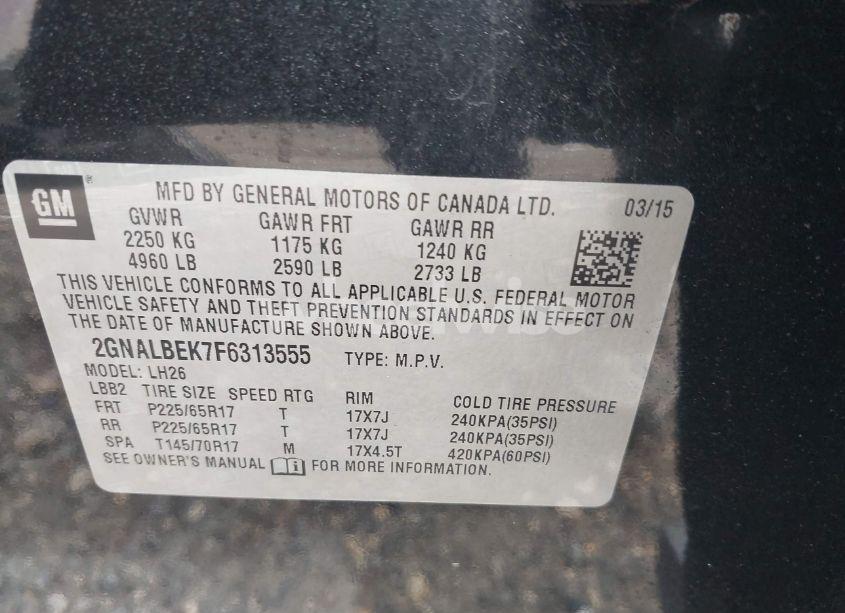 GM ® MFD BY GENERAL MOTORS OF CANADA LTD. 03/15
GVWR GAWR FRT GAWR RR
2250 KG 1175 KG 1240 KG
4960 LB 2590 LB 2733 LB
THIS VEHICLE CONFORMS TO ALL APPLICABLE U.S. FEDERAL MOTOR
VEHICLE SAFETY AND THEFT PREVENTION STANDARDS IN EFFECT ON
THE DATE OF MANUFACTURE SHOWN ABOVE.
2GNALBEK7F6313555 TYPE: M.P.V.
MODEL: LH26
LBB2 TIRE SIZE SPEED RTG RIM COLD TIRE PRESSURE
FRT P225/65R17 T 17X7J 240KPA(35PSI)
RR P225/65R17 T 17X7J 240KPA(35PSI)
SPA T145/70R17 M 17X4.5T 420KPA(60PSI)
SEE OWNER'S MANUAL FOR MORE INFORMATION.